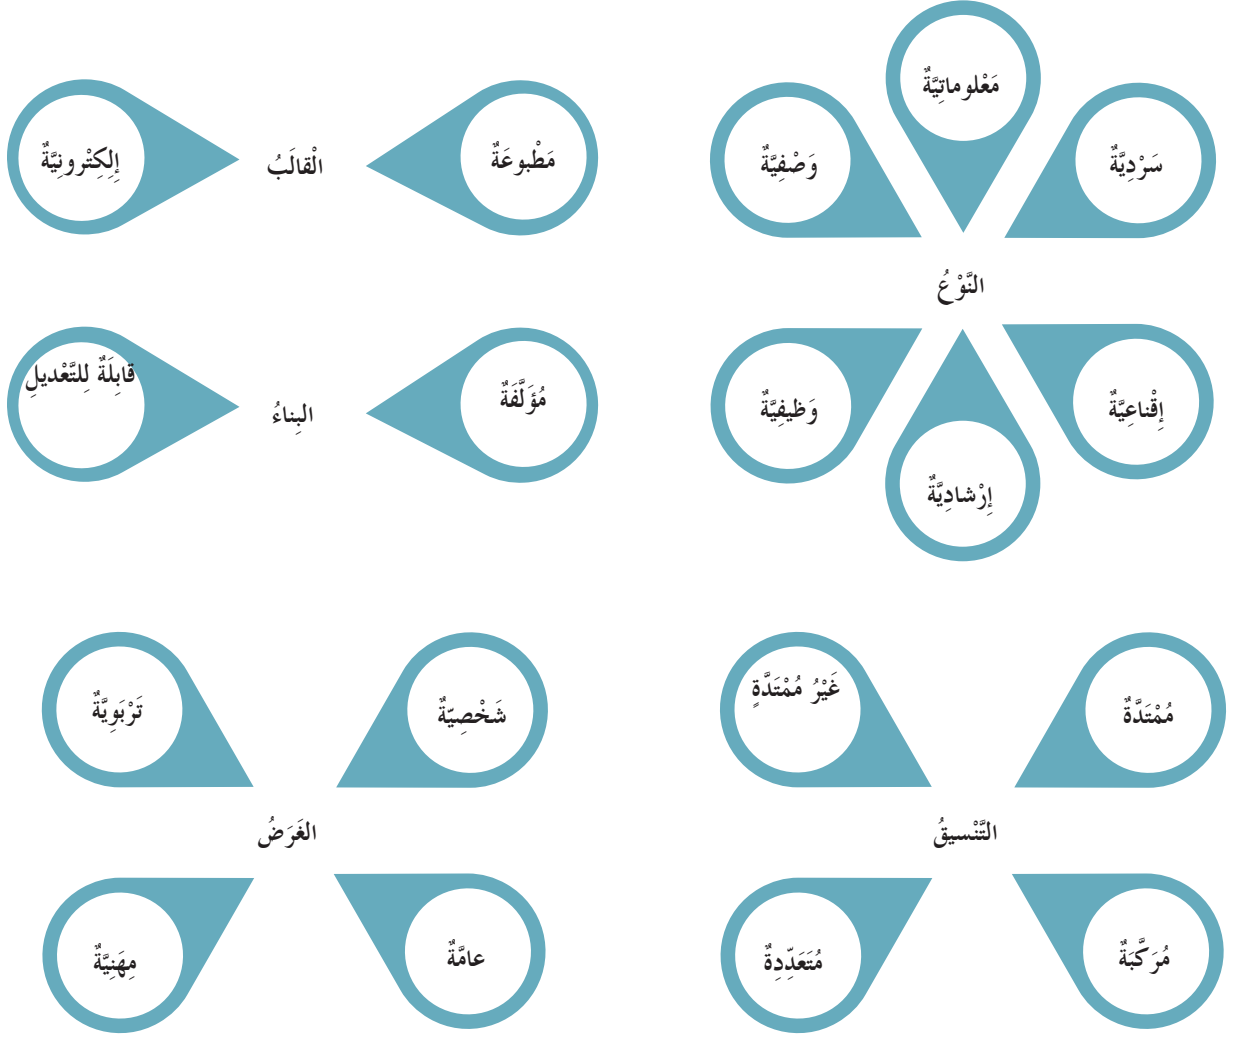 مَعْلوماتِيَّةٌ
سَرْدِيَّةٌ
وَصْفِيَّةٌ
النَّوْعُ
إِقْناعِيَّةٌ
وَظيفِيَّةٌ
إِرْشادِيَّةٌ
مَطْبوعَةٌ
الْقالَبُ
إِلِكِتْرونِيَّةٌ
مُؤَلَّفَةٌ
البِناءُ
قابِلَةٌ لِلتَّعْديلِ
مُمْتَدَّةٌ
غَيْرُ مُمْتَدَّةٍ
التَّنْسيقُ
مُرَكَّبَةٌ
مُتَعَدِّدِةٌ
شَخْصِيّةٌ
تَرْبَوِيَّةٌ
الغَرَضُ
عامَّةٌ
مِهَنِيَّةٌ